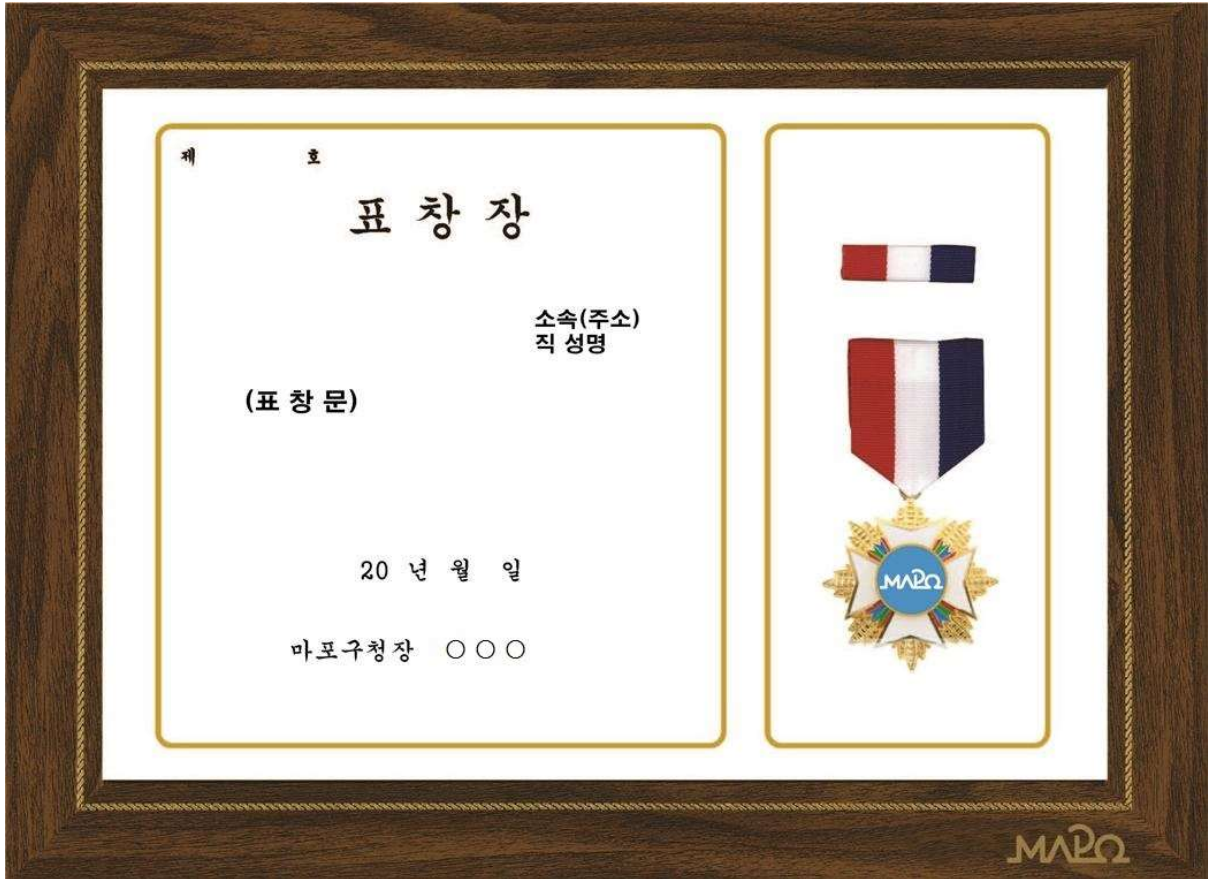 제 호
표 창 장
소속(주소)
직 성명
(표 창 문)
20 년 월 일
마포구청장 ○○○
MAPO
MAPO